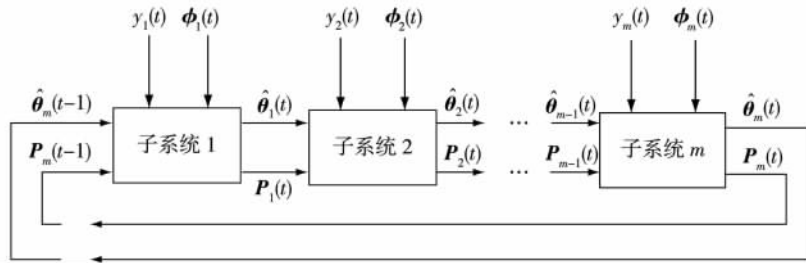 y₁(t) ϕ₁(t) y₂(t) ϕ₂(t) yₘ(t) ϕₘ(t)
θ̂ₘ(t−1) θ̂₁(t) θ̂₂(t) … θ̂ₘ₋₁(t) θ̂ₘ(t)
子系统 1 子系统 2 子系统 m
Pₘ(t−1) P₁(t) P₂(t) … Pₘ₋₁(t) Pₘ(t)